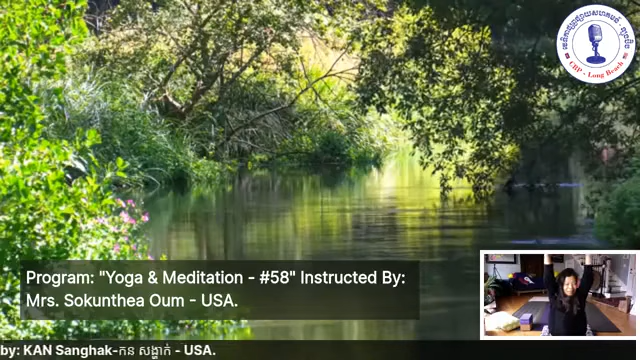 CBP - Long Beach
Program: "Yoga & Meditation - #58" Instructed By:
Mrs. Sokunthea Oum - USA.
by: KAN Sanghak-កន សង្ហាក់ - USA.